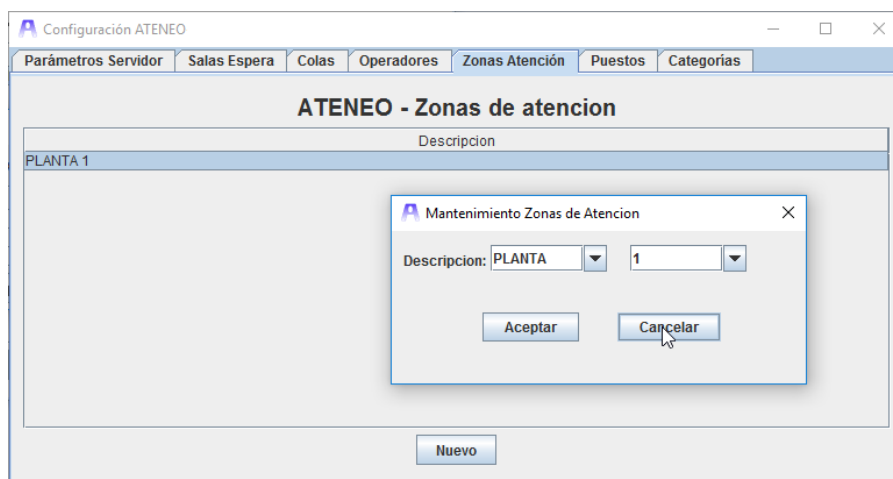 Configuración ATENEO
Parámetros Servidor Salas Espera Colas Operadores Zonas Atención Puestos Categorías
ATENEO - Zonas de atencion
Descripcion
PLANTA 1
Mantenimiento Zonas de Atencion
Descripcion: PLANTA 1
Aceptar Cancelar
Nuevo